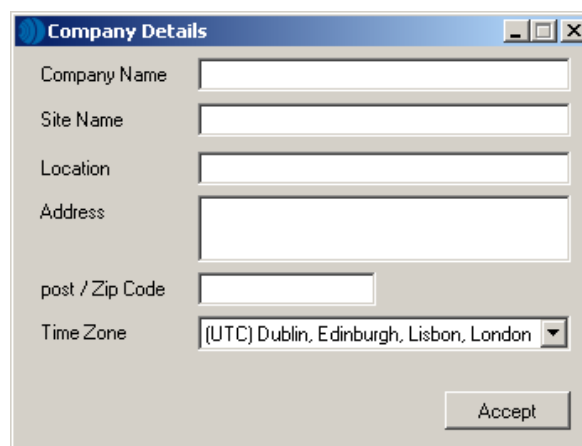 Company Details
Company Name
Site Name
Location
Address
post / Zip Code
Time Zone (UTC) Dublin, Edinburgh, Lisbon, London
Accept